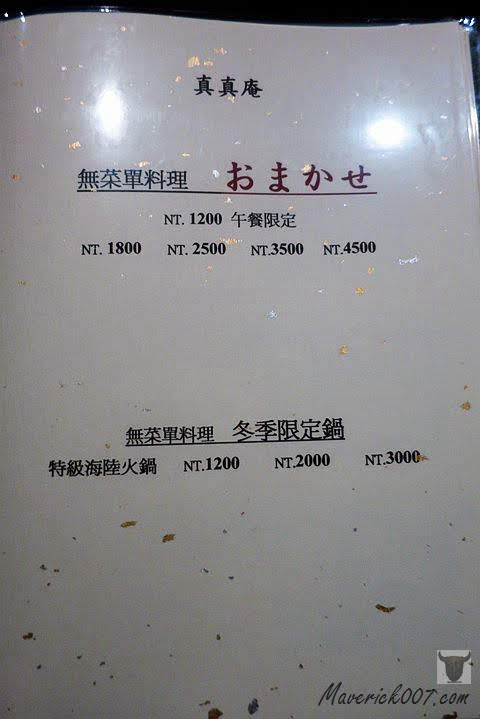 真真庵
無菜單料理 おまかせ
NT. 1200 午餐限定
NT. 1800 NT. 2500 NT.3500 NT.4500
無菜單料理 冬季限定鍋
特級海陸火鍋 NT.1200 NT.2000 NT.3000
Maverick007.com